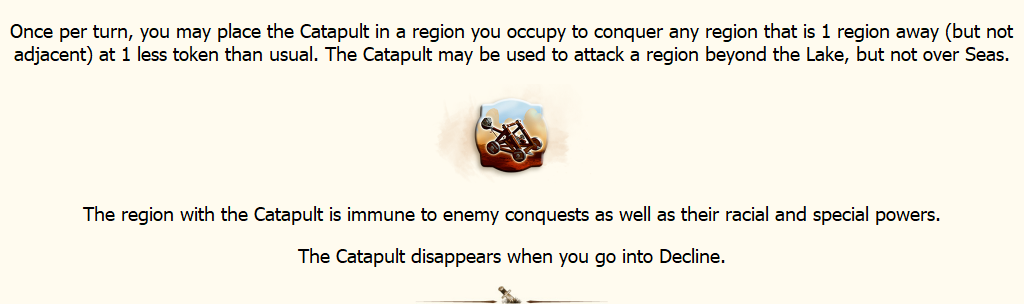 Once per turn, you may place the Catapult in a region you occupy to conquer any region that is 1 region away (but not
adjacent) at 1 less token than usual. The Catapult may be used to attack a region beyond the Lake, but not over Seas.
The region with the Catapult is immune to enemy conquests as well as their racial and special powers.
The Catapult disappears when you go into Decline.